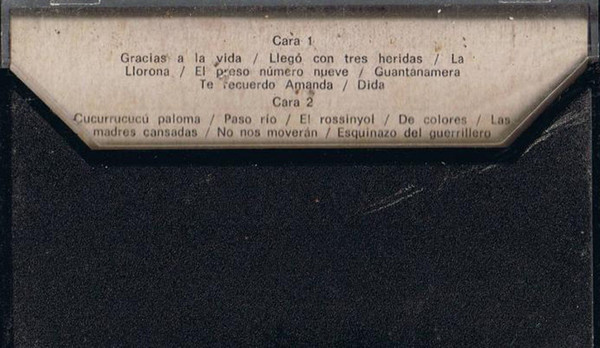 Cara 1
Gracias a la vida / Llegó con tres heridas / La
Llorona / El preso número nueve / Guantanamera
Te recuerdo Amanda / Dida
Cara 2
Cucurrucucú paloma / Paso río / El rossinyol / De colores / Las
madres cansadas / No nos moverán / Esquinazo del guerrillero